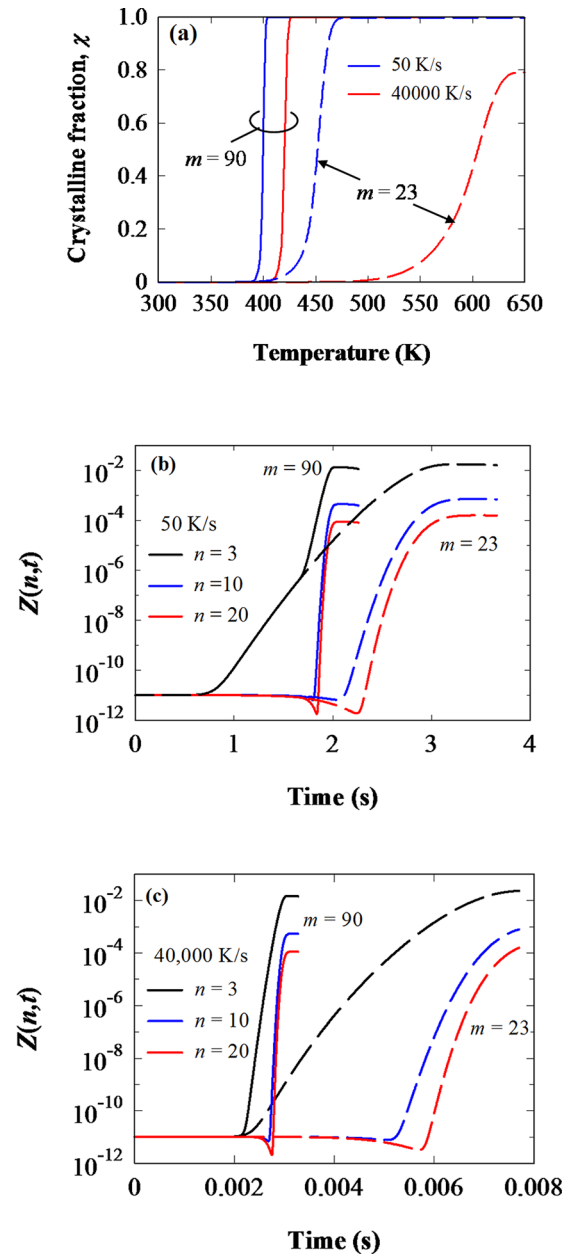 (a)
Crystalline fraction, χ
1.0
0.8
0.6
0.4
0.2
0
50 K/s
40000 K/s
m = 90
m = 23
300 350 400 450 500 550 600 650
Temperature (K)
(b)
Z(n,t)
10-2
10-4
10-6
10-8
10-10
10-12
m = 90
50 K/s
n = 3
n =10
n = 20
m = 23
0 1 2 3 4
Time (s)
(c)
Z(n,t)
10-2
10-4
10-6
10-8
10-10
10-12
m = 90
40,000 K/s
n = 3
n = 10
n = 20
m = 23
0 0.002 0.004 0.006 0.008
Time (s)